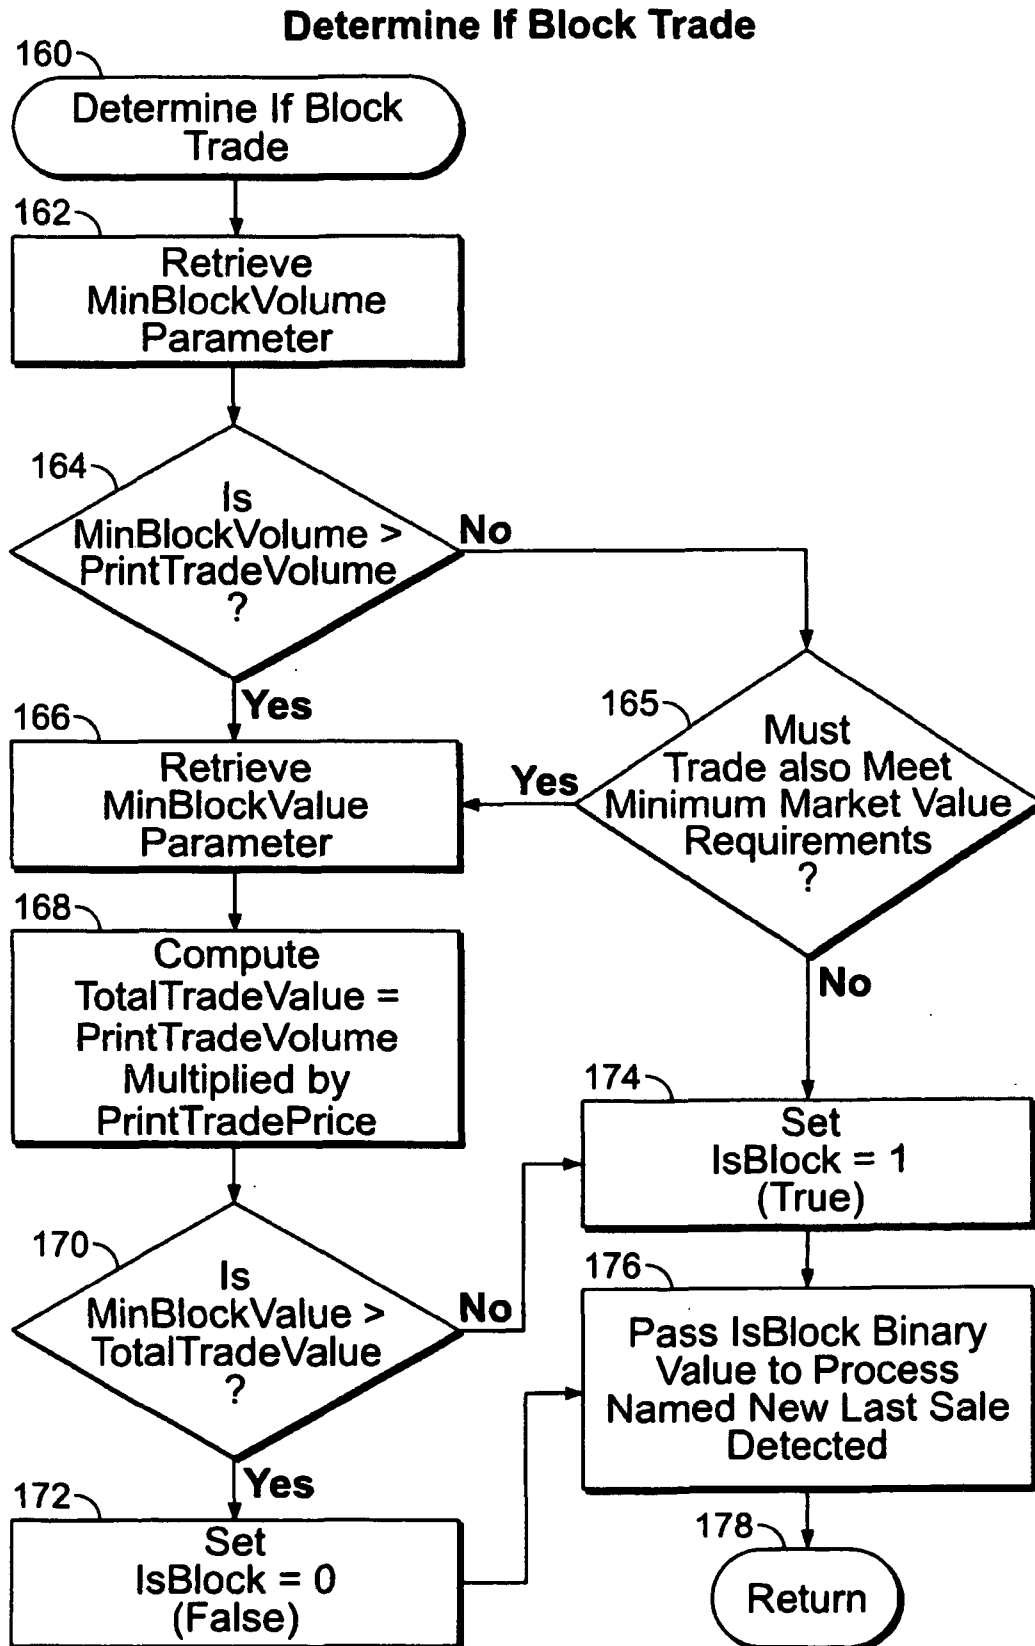 Determine If Block Trade
160
Determine If Block
Trade
162
Retrieve
MinBlockVolume
Parameter
164
Is
MinBlockVolume >
PrintTradeVolume
?
No
Yes
165
Must
Trade also Meet
Minimum Market Value
Requirements
?
Yes
No
166
Retrieve
MinBlockValue
Parameter
168
Compute
TotalTradeValue =
PrintTradeVolume
Multiplied by
PrintTradePrice
170
Is
MinBlockValue >
TotalTradeValue
?
No
Yes
172
Set
IsBlock = 0
(False)
174
Set
IsBlock = 1
(True)
176
Pass IsBlock Binary
Value to Process
Named New Last Sale
Detected
178
Return